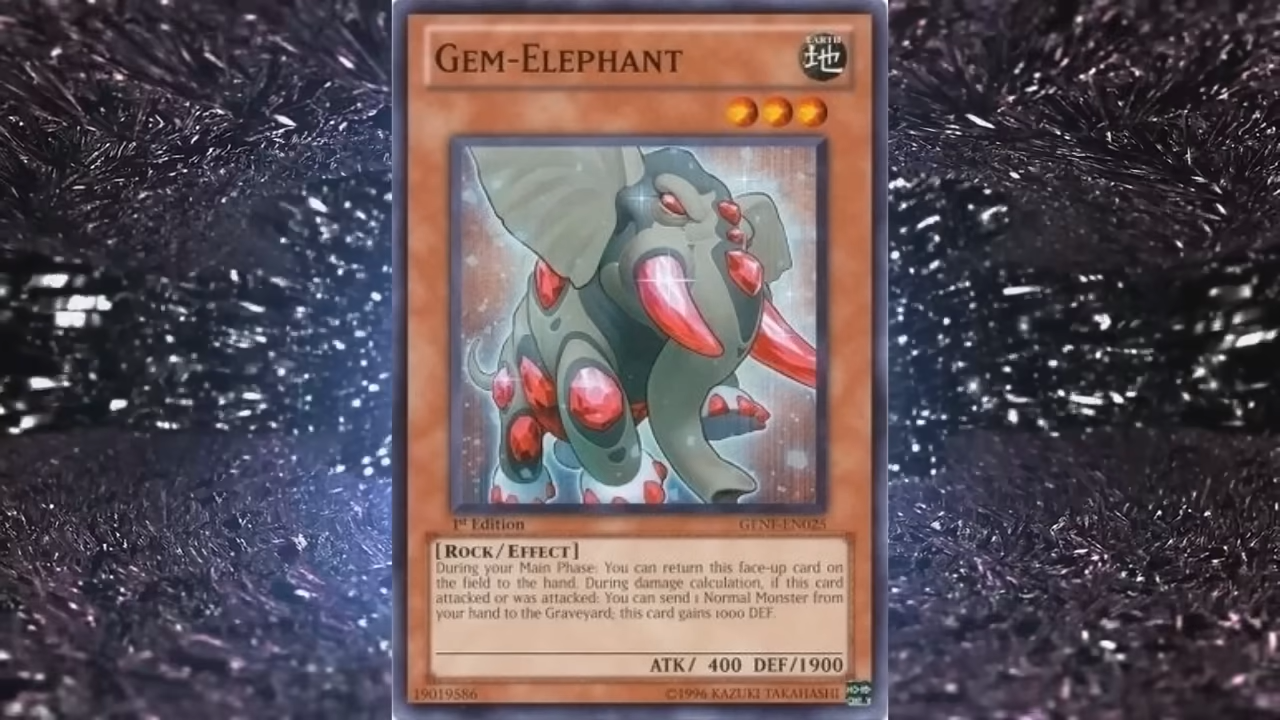 GEM-ELEPHANT
EARTH
地
1st Edition
GENF-EN025
[ROCK/EFFECT]
During your Main Phase: You can return this face-up card on
the field to the hand. During damage calculation, if this card
attacked or was attacked: You can send 1 Normal Monster from
your hand to the Graveyard; this card gains 1000 DEF.
ATK/ 400 DEF/1900
19019586
©1996 KAZUKI TAKAHASHI